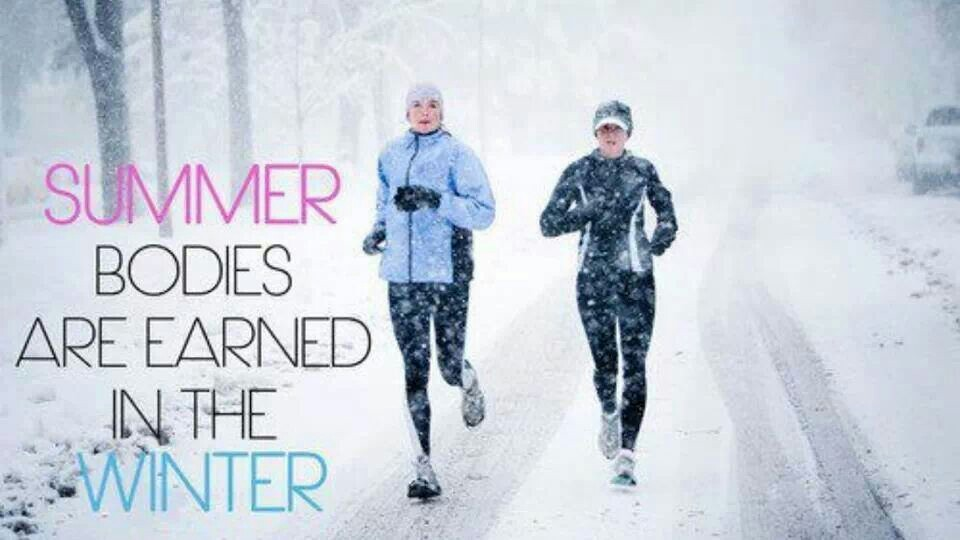 SUMMER
BODIES
ARE EARNED
IN THE
WINTER